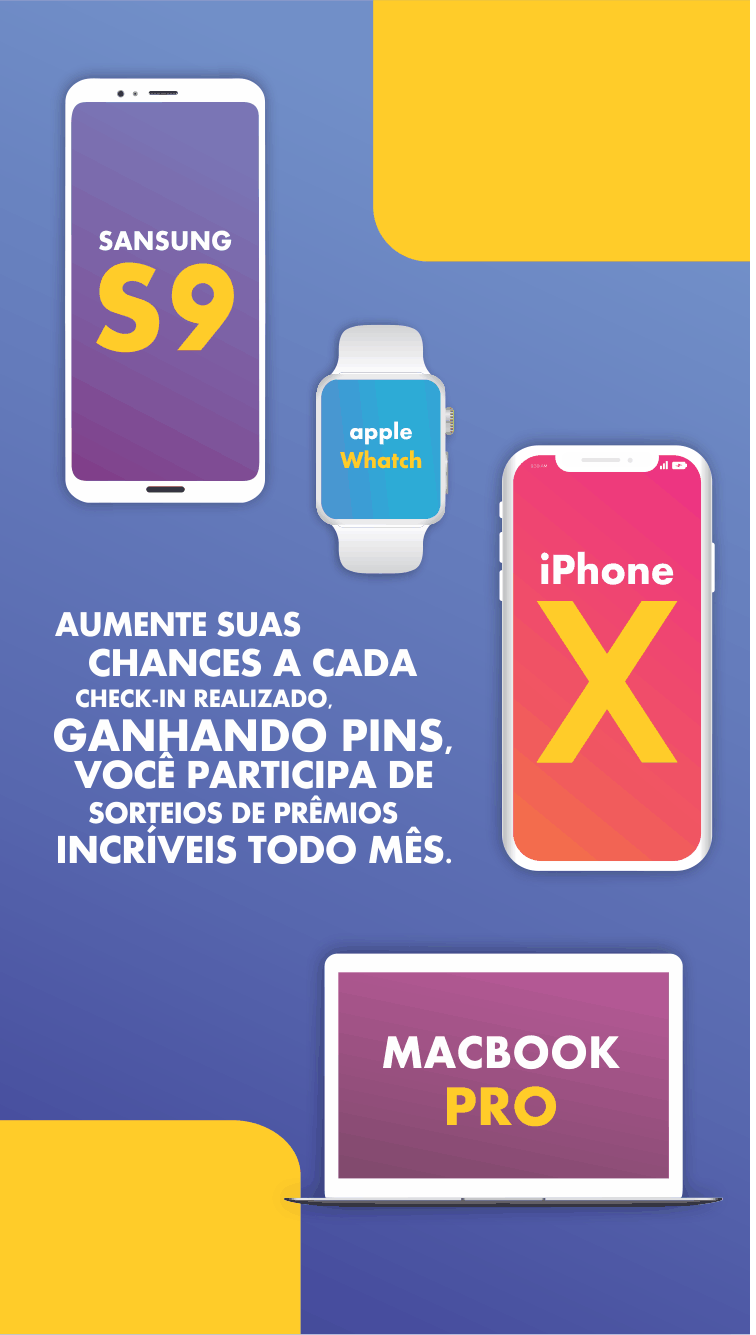 SANSUNG
S9
apple
Whatch
iPhone
X
AUMENTE SUAS
CHANCES A CADA
CHECK-IN REALIZADO,
GANHANDO PINS,
VOCÊ PARTICIPA DE
SORTEIOS DE PRÊMIOS
INCRÍVEIS TODO MÊS.
MACBOOK
PRO